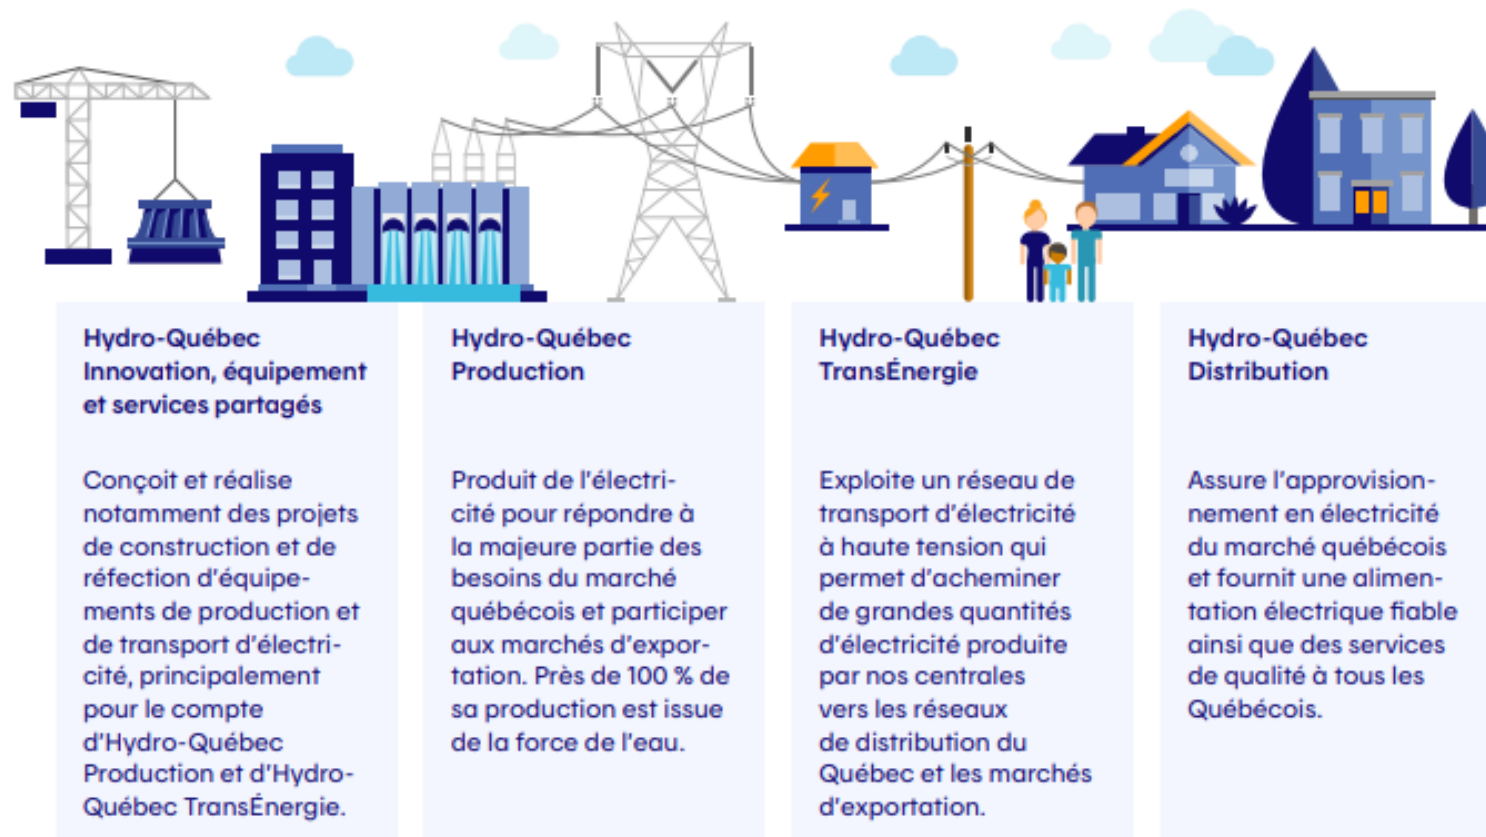 Hydro-Québec
Innovation, équipement
et services partagés
Conçoit et réalise
notamment des projets
de construction et de
réfection d'équipe-
ments de production et
de transport d'électri-
cité, principalement
pour le compte
d'Hydro-Québec
Production et d'Hydro-
Québec TransÉnergie.
Hydro-Québec
Production
Produit de l'électri-
cité pour répondre à
la majeure partie des
besoins du marché
québécois et participer
aux marchés d'expor-
tation. Près de 100 % de
sa production est issue
de la force de l'eau.
Hydro-Québec
TransÉnergie
Exploite un réseau de
transport d'électricité
à haute tension qui
permet d'acheminer
de grandes quantités
d'électricité produite
par nos centrales
vers les réseaux
de distribution du
Québec et les marchés
d'exportation.
Hydro-Québec
Distribution
Assure l'approvision-
nement en électricité
du marché québécois
et fournit une alimen-
tation électrique fiable
ainsi que des services
de qualité à tous les
Québécois.